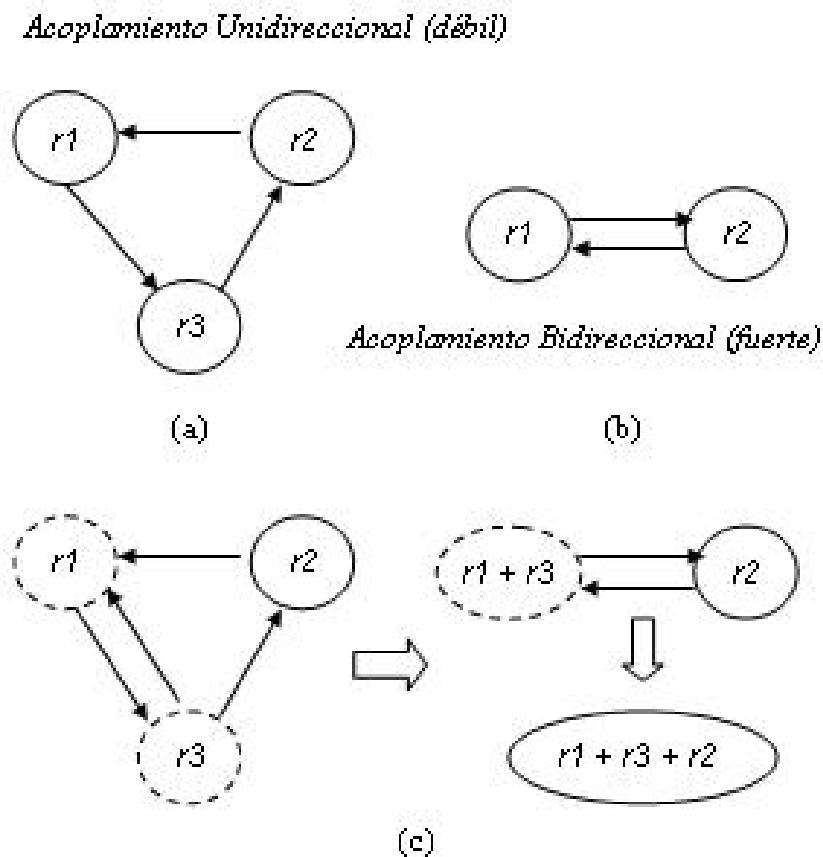 Acoplamiento Unidireccional (débil)
r1
r2
r3
(a)
r1
r2
Acoplamiento Bidireccional (fuerte)
(b)
r1
r2
r3
r1 + r3
r2
r1 + r3 + r2
(c)